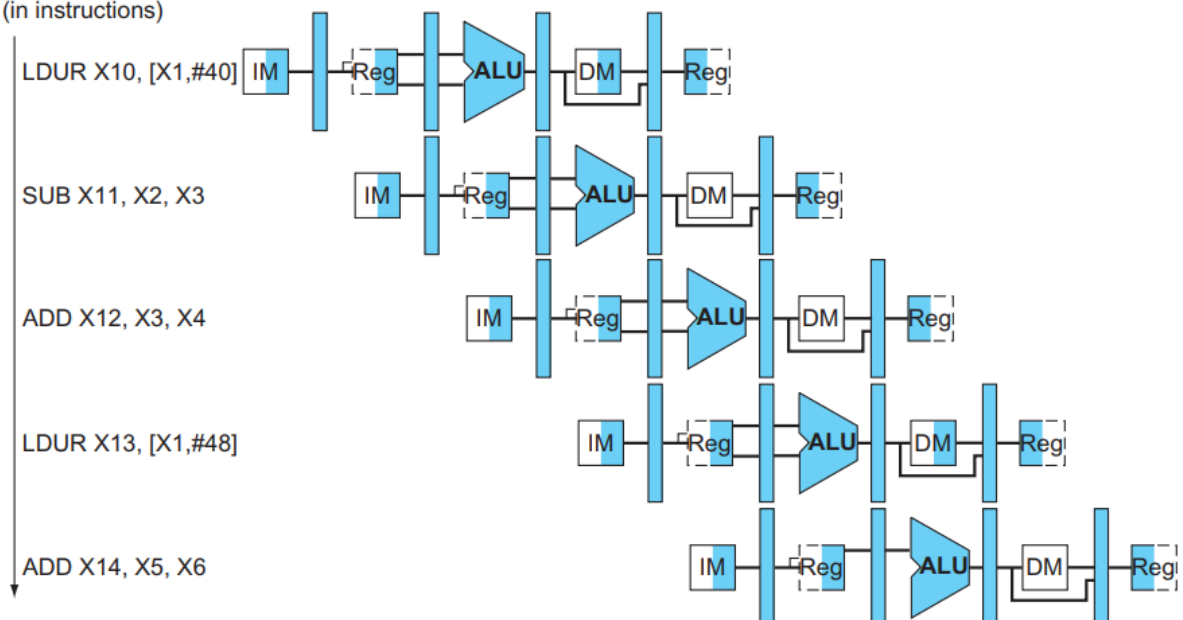 (in instructions)
LDUR X10, [X1,#40] IM Reg ALU DM Reg
SUB X11, X2, X3 IM Reg ALU DM Reg
ADD X12, X3, X4 IM Reg ALU DM Reg
LDUR X13, [X1,#48] IM Reg ALU DM Reg
ADD X14, X5, X6 IM Reg ALU DM Reg